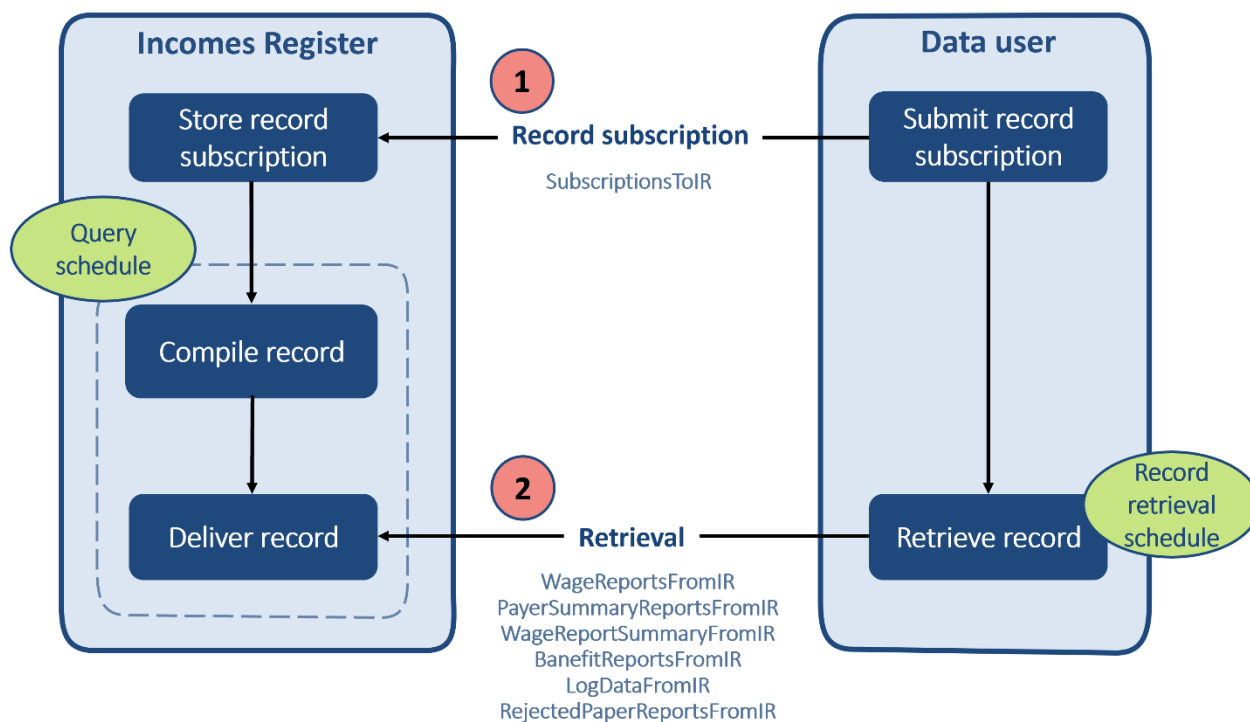 Incomes Register
Data user
1
Store record
subscription
Record subscription
Submit record
subscription
SubscriptionsToIR
Query
schedule
Compile record
2
Deliver record
Retrieval
Retrieve record
Record
retrieval
schedule
WageReportsFromIR
PayerSummaryReportsFromIR
WageReportSummaryFromIR
BanefitReportsFromIR
LogDataFromIR
RejectedPaperReportsFromIR